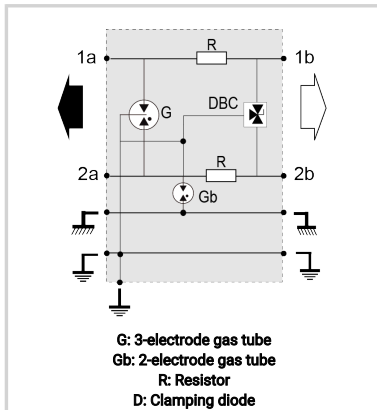 R
1a
1b
DBC
G
R
2a
2b
Gb
G: 3-electrode gas tube
Gb: 2-electrode gas tube
R: Resistor
D: Clamping diode